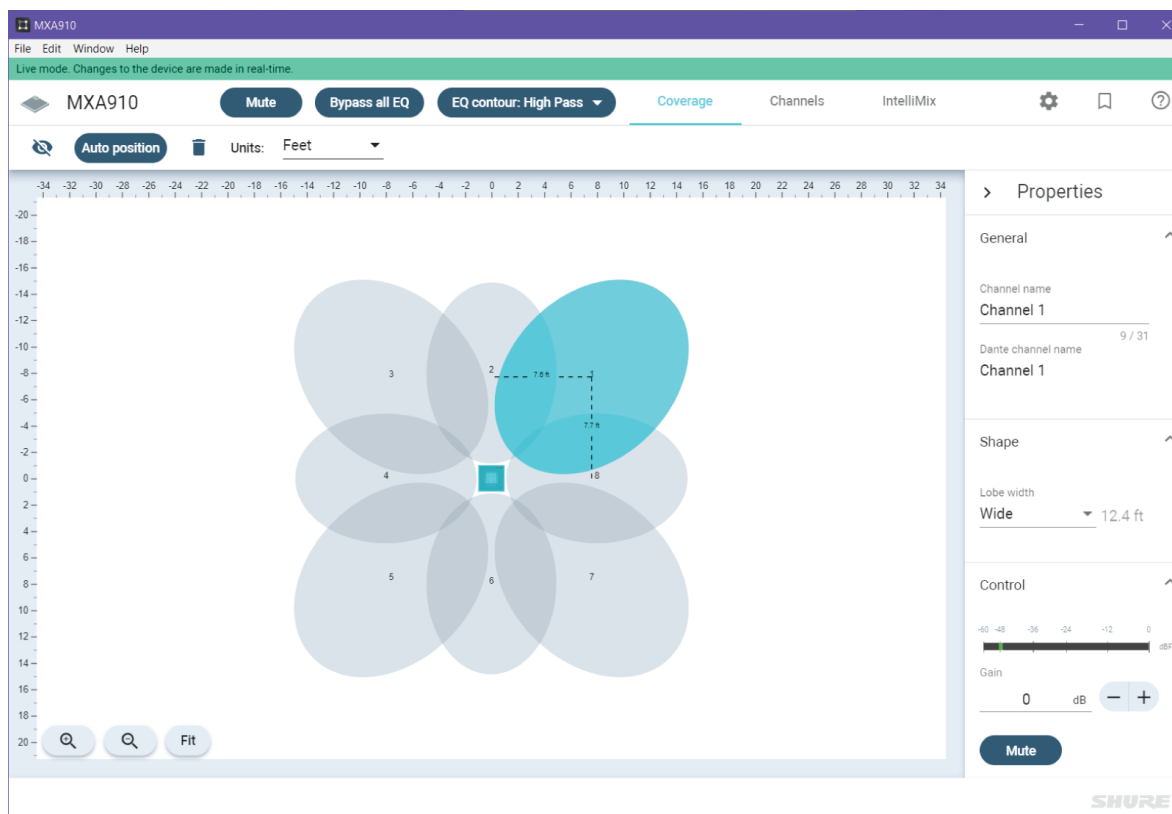 MXA910
File Edit Window Help
Live mode. Changes to the device are made in real-time.
MXA910 Mute Bypass all EQ EQ contour: High Pass Coverage Channels IntelliMix
Auto position Units: Feet
-34 -32 -30 -28 -26 -24 -22 -20 -18 -16 -14 -12 -10 -8 -6 -4 -2 0 2 4 6 8 10 12 14 16 18 20 22 24 26 28 30 32 34
-20
-18
-16
-14
-12
-10
-8
-6
-4
-2
0
2
4
6
8
10
12
14
16
18
20
3 2 7.6 ft 1
7.7 ft
4 8
5 6 7
Fit
Properties
General
Channel name
Channel 1
9 / 31
Dante channel name
Channel 1
Shape
Lobe width
Wide 12.4 ft
Control
-60 -48 -36 -24 -12 0
Gain
0 dB
Mute
SHURE